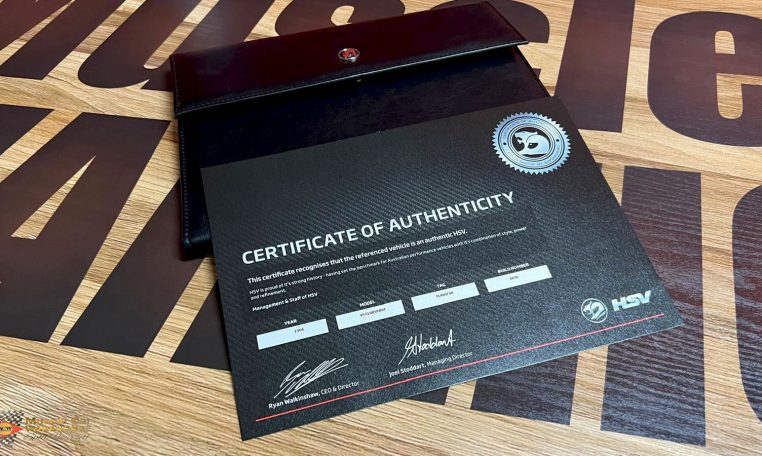 Muscle
CERTIFICATE OF AUTHENTICITY
This certificate recognises that the referenced vehicle is an authentic HSV.
HSV is proud of it's strong history - having set the benchmark for Australian performance vehicles with it's combination of style, power
and refinement.
Management & Staff of HSV
YEAR
MODEL
TAG
BUILD NUMBER
HSV
Ryan Walkinshaw, CEO & Director
Joel Stoddart, Managing Director